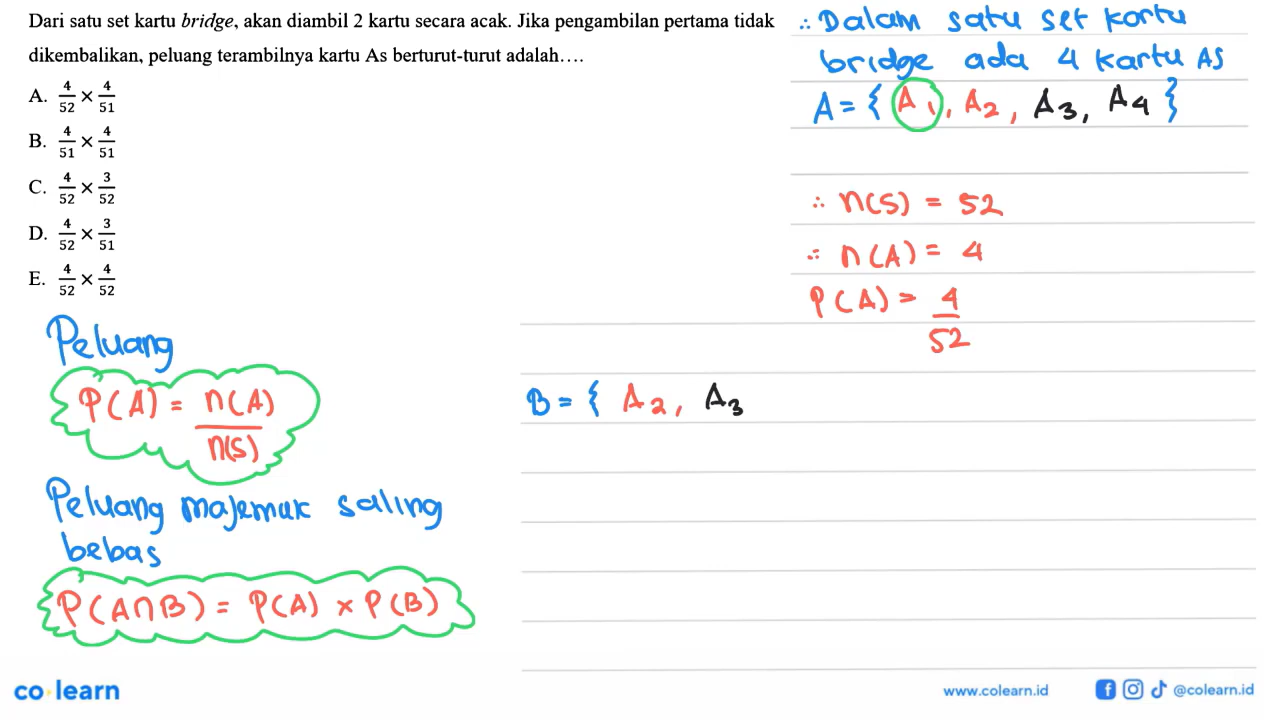 Dari satu set kartu bridge, akan diambil 2 kartu secara acak. Jika pengambilan pertama tidak
dikembalikan, peluang terambilnya kartu As berturut-turut adalah….
A. 4/52 × 4/51
B. 4/51 × 4/51
C. 4/52 × 3/52
D. 4/52 × 3/51
E. 4/52 × 4/52
Peluang
P(A) = n(A)/n(S)
Peluang majemuk saling
bebas
P(A∩B) = P(A) × P(B)
∴ Dalam satu set kartu
bridge ada 4 kartu AS
A = { A1, A2, A3, A4 }
∴ n(S) = 52
∴ n(A) = 4
P(A) = 4/52
B = { A2, A3
co·learn
www.colearn.id @colearn.id